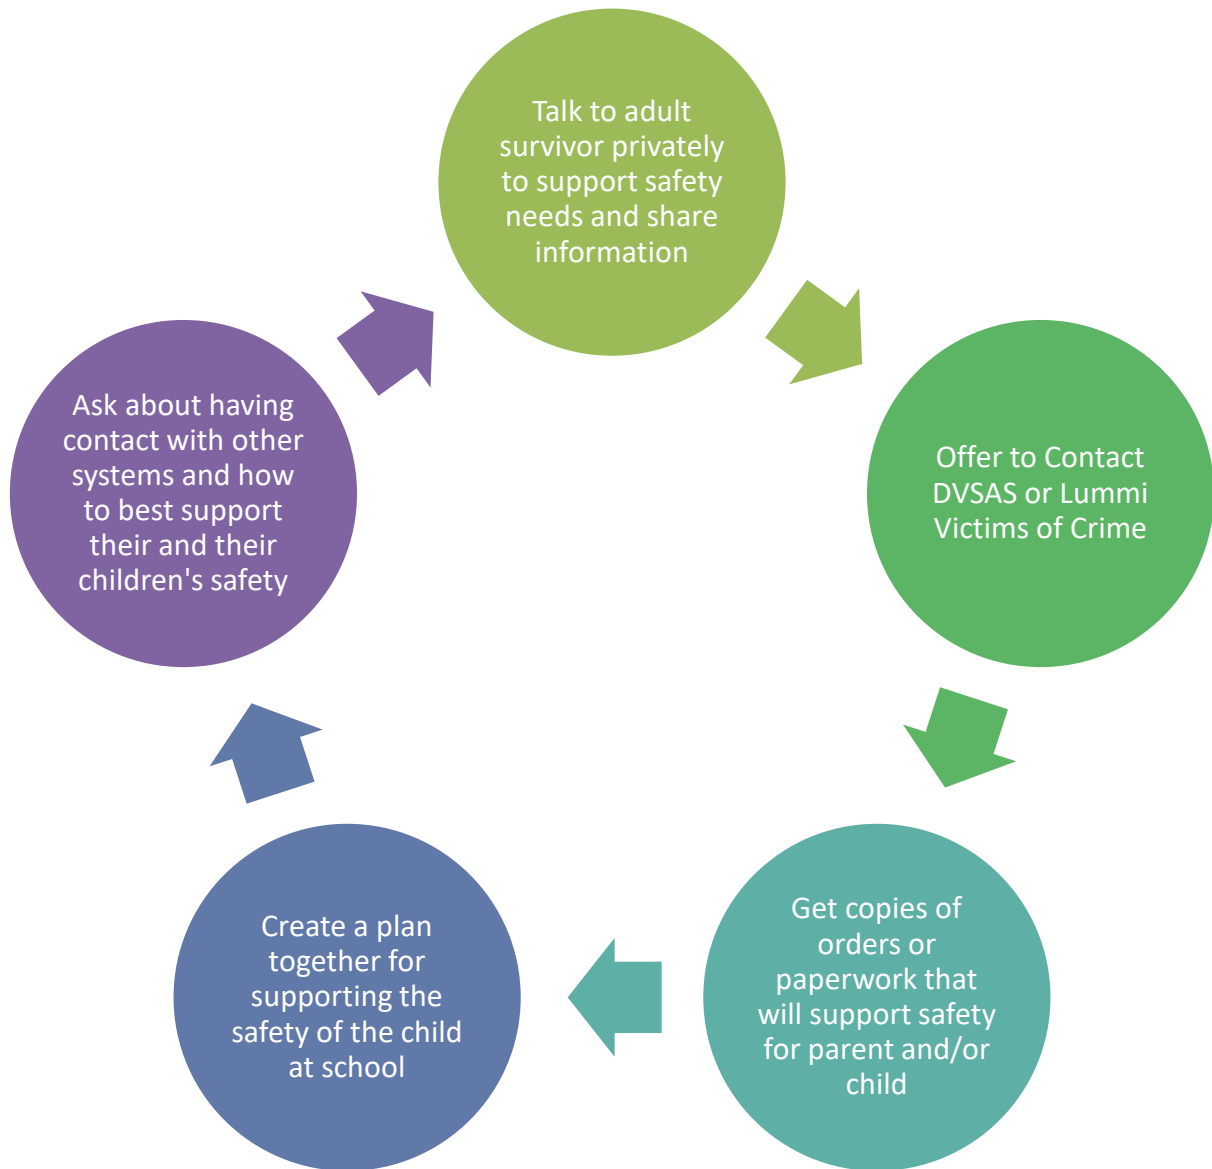 Talk to adult
survivor privately
to support safety
needs and share
information
Offer to Contact
DVSAS or Lummi
Victims of Crime
Get copies of
orders or
paperwork that
will support safety
for parent and/or
child
Create a plan
together for
supporting the
safety of the child
at school
Ask about having
contact with other
systems and how
to best support
their and their
children's safety